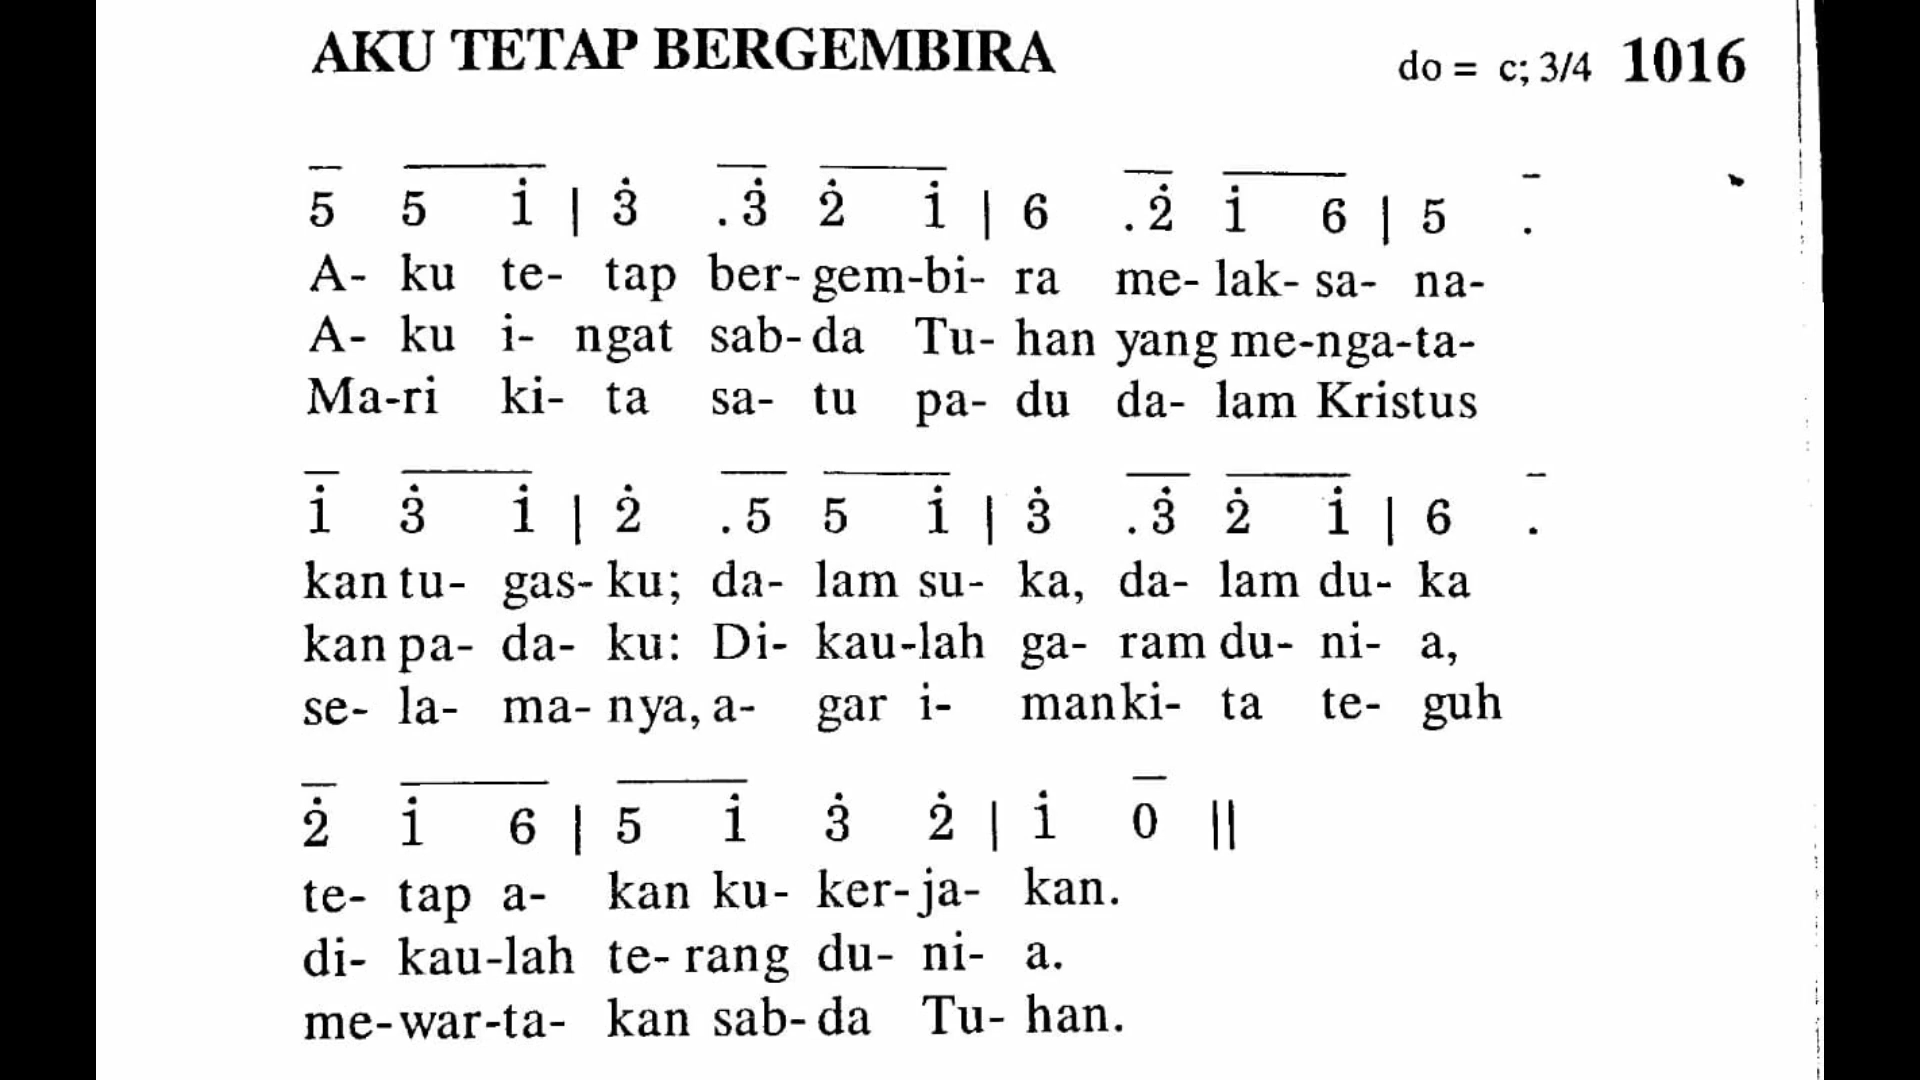 AKU TETAP BERGEMBIRA do = c; 3/4 1016
5 5 1̇ | 3̇ .3̇ 2̇ 1̇ | 6 .2̇ 1̇ 6 | 5 .
A- ku te- tap ber- gem-bi- ra me- lak- sa- na-
A- ku i- ngat sab- da Tu- han yang me-nga-ta-
Ma-ri ki- ta sa- tu pa- du da- lam Kristus
1̇ 3̇ 1̇ | 2̇ .5 5 1̇ | 3̇ .3̇ 2̇ 1̇ | 6 .
kan tu- gas- ku; da- lam su- ka, da- lam du- ka
kan pa- da- ku: Di- kau-lah ga- ram du- ni- a,
se- la- ma- nya, a- gar i- manki- ta te- guh
2̇ 1̇ 6 | 5 1̇ 3̇ 2̇ | 1̇ 0 ||
te- tap a- kan ku- ker- ja- kan.
di- kau-lah te- rang du- ni- a.
me-war-ta- kan sab- da Tu- han.